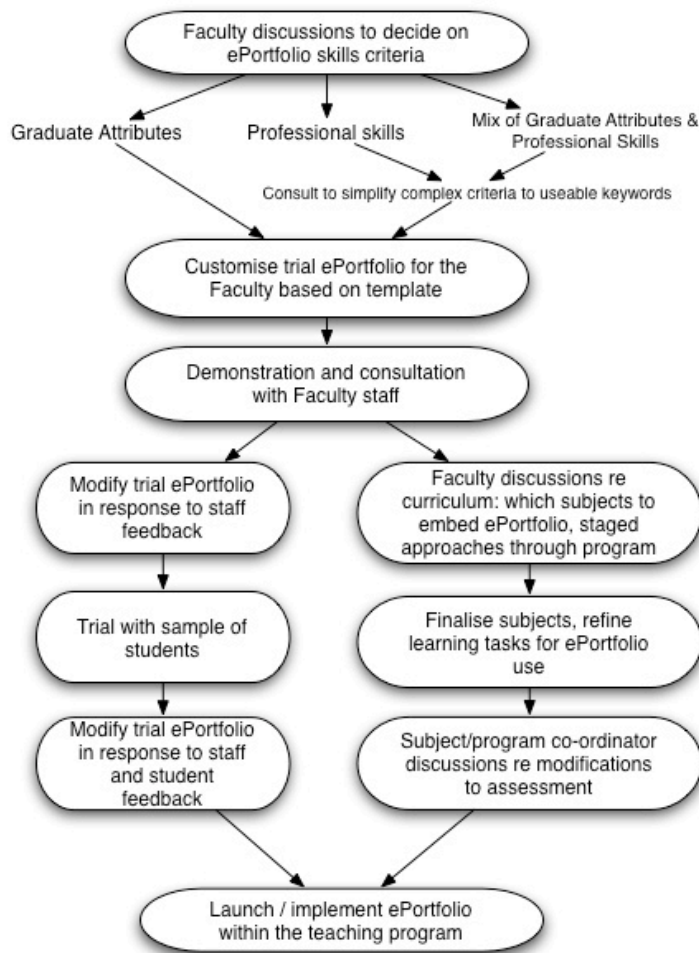 Faculty discussions to decide on
ePortfolio skills criteria
Graduate Attributes
Professional skills
Mix of Graduate Attributes &
Professional Skills
Consult to simplify complex criteria to useable keywords
Customise trial ePortfolio for the
Faculty based on template
Demonstration and consultation
with Faculty staff
Modify trial ePortfolio
in response to staff
feedback
Faculty discussions re
curriculum: which subjects to
embed ePortfolio, staged
approaches through program
Trial with sample of
students
Finalise subjects, refine
learning tasks for ePortfolio
use
Modify trial ePortfolio
in response to staff
and student
feedback
Subject/program co-ordinator
discussions re modifications
to assessment
Launch / implement ePortfolio
within the teaching program